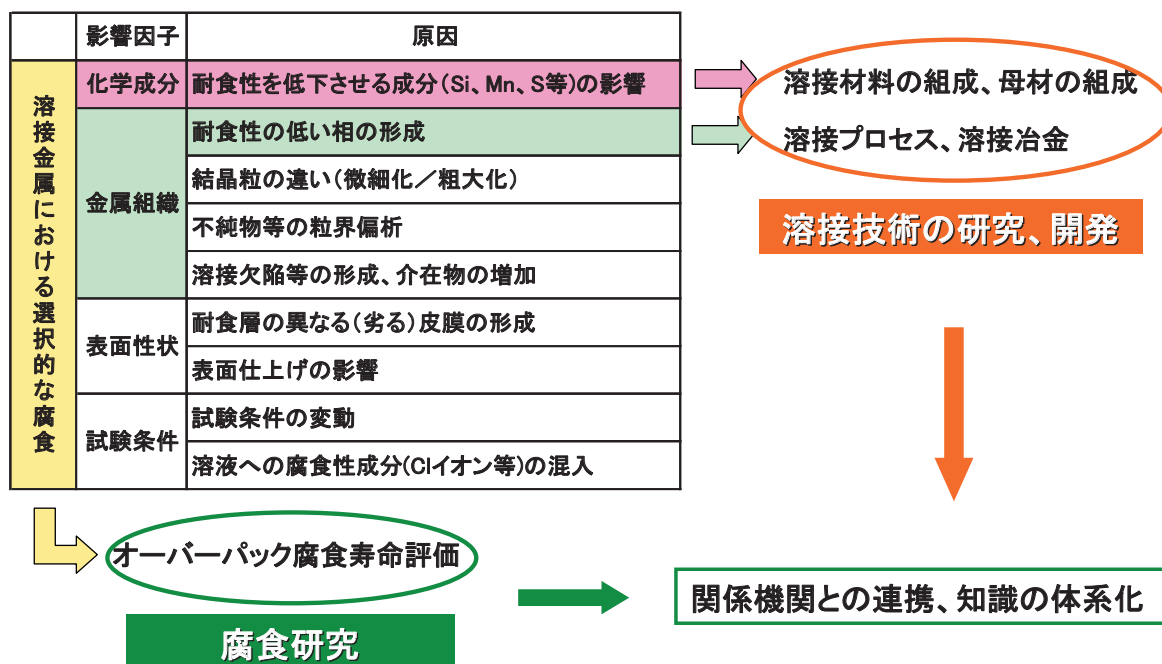 影響因子 原因
溶接金属における選択的な腐食
化学成分 耐食性を低下させる成分(Si、Mn、S等)の影響
金属組織 耐食性の低い相の形成
結晶粒の違い(微細化／粗大化)
不純物等の粒界偏析
溶接欠陥等の形成、介在物の増加
表面性状 耐食層の異なる(劣る)皮膜の形成
表面仕上げの影響
試験条件 試験条件の変動
溶液への腐食性成分(Clイオン等)の混入
溶接材料の組成、母材の組成
溶接プロセス、溶接冶金
溶接技術の研究、開発
オーバーパック腐食寿命評価
腐食研究
関係機関との連携、知識の体系化